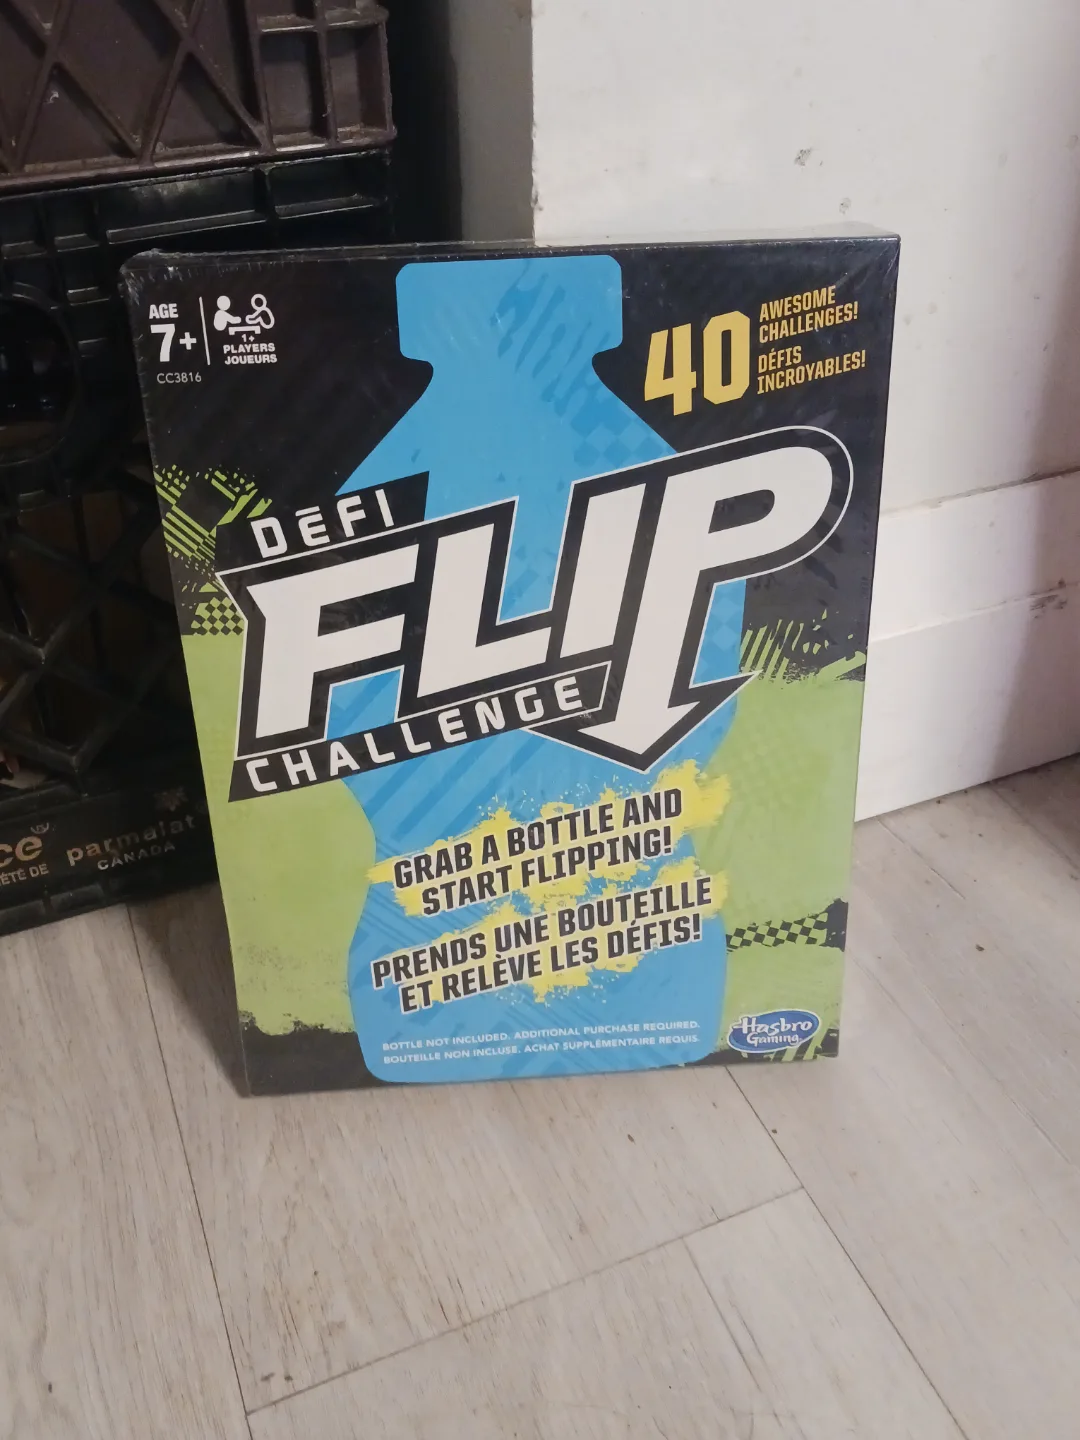 AGE
7+
1+
PLAYERS
JOUEURS
CC3816
40
AWESOME
CHALLENGES!
DÉFIS
INCROYABLES!
DÉFI
FLIP
CHALLENGE
GRAB A BOTTLE AND
START FLIPPING!
PRENDS UNE BOUTEILLE
ET RELÈVE LES DÉFIS!
BOTTLE NOT INCLUDED. ADDITIONAL PURCHASE REQUIRED.
BOUTEILLE NON INCLUSE. ACHAT SUPPLÉMENTAIRE REQUIS.
Hasbro
Gaming
parmalat
CANADA